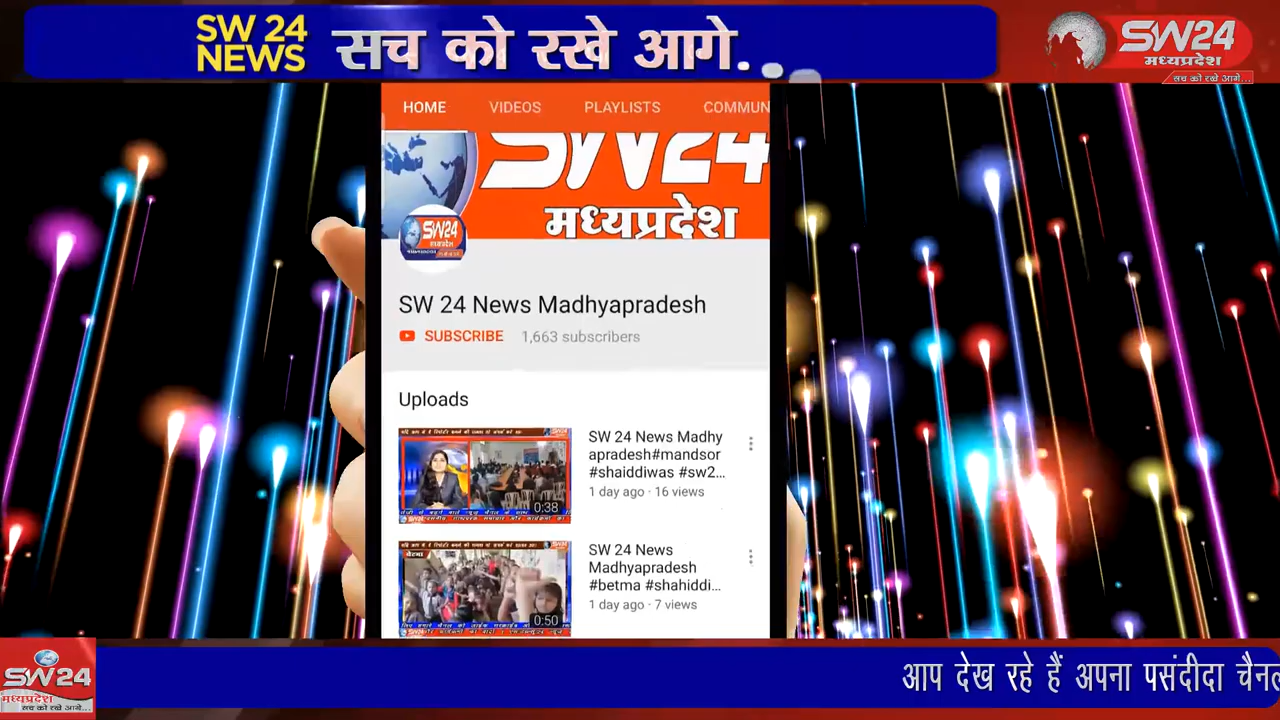 SW 24
NEWS
सच को रखे आगे...
SW24
मध्यप्रदेश
सच को रखे आगे...
HOME VIDEOS PLAYLISTS COMMUN
SW24
मध्यप्रदेश
SW24
SW 24 News Madhyapradesh
SUBSCRIBE 1,663 subscribers
Uploads
SW 24 News Madhy
apradesh#mandsor
#shaiddiwas #sw2...
1 day ago · 16 views
0:38
SW 24 News
Madhyapradesh
#betma #shahiddi...
1 day ago · 7 views
बेटमा
0:50
SW24
मध्यप्रदेश
सच को रखे आगे...
आप देख रहे हैं अपना पसंदीदा चैनल